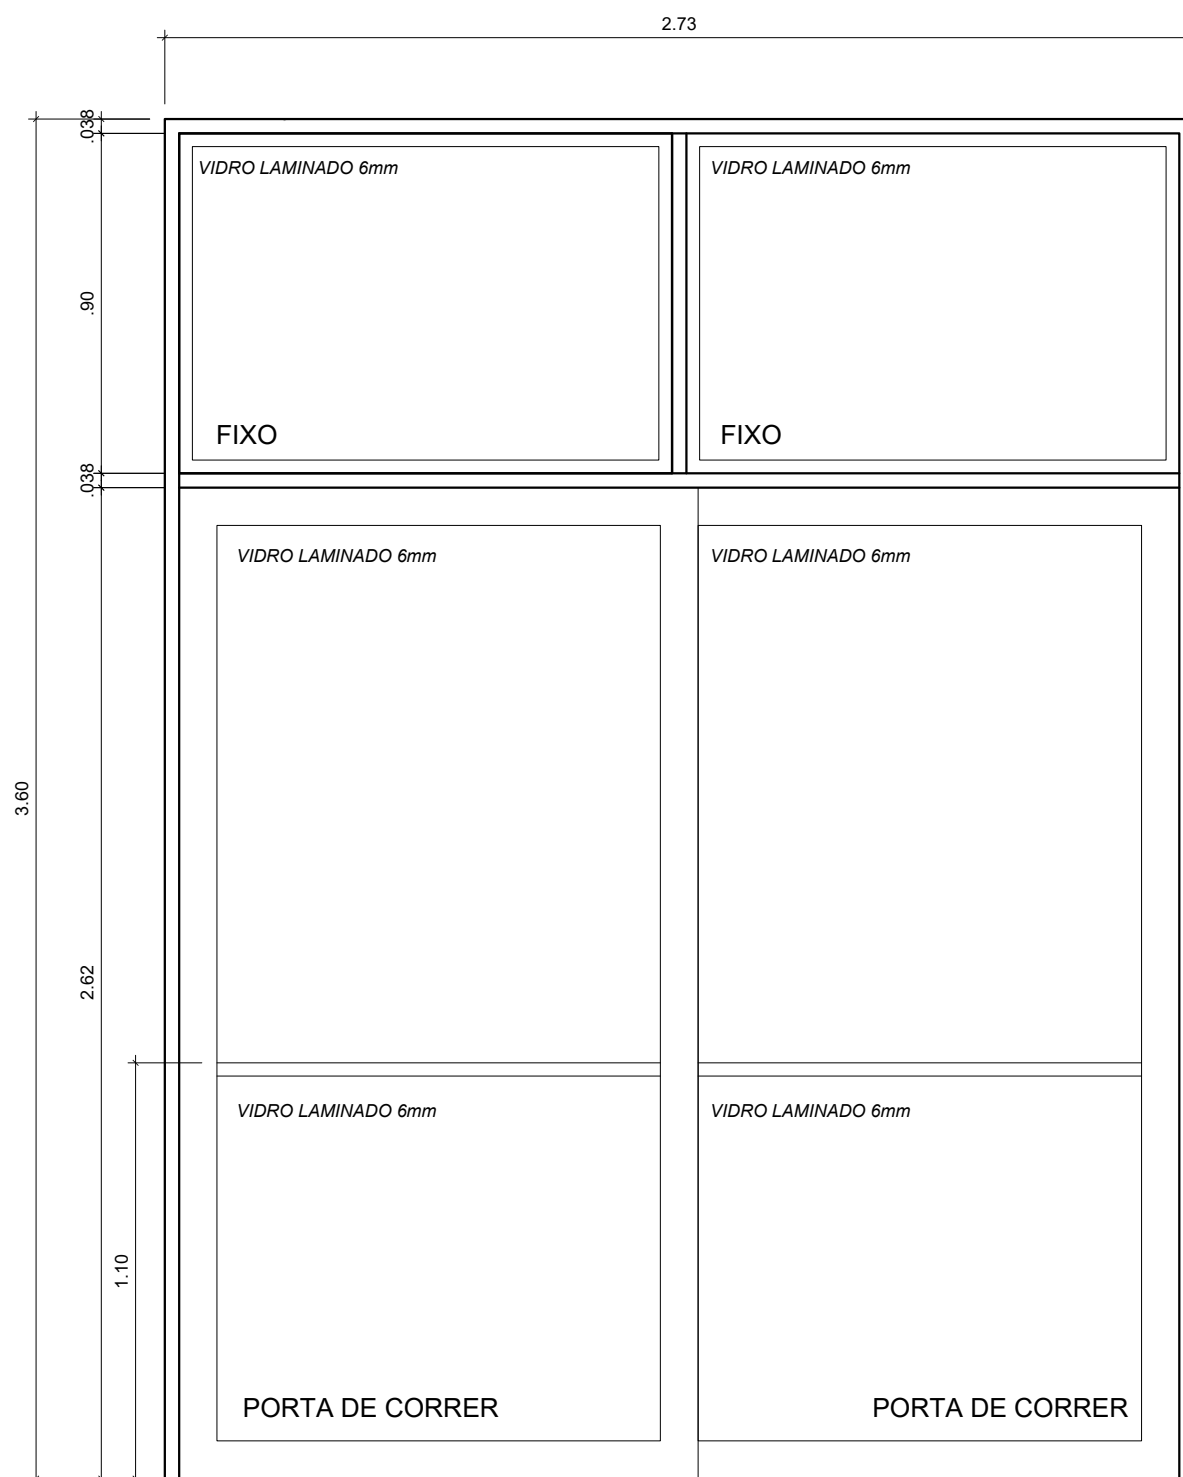 2.73
.038
VIDRO LAMINADO 6mm
VIDRO LAMINADO 6mm
.90
FIXO
FIXO
.038
VIDRO LAMINADO 6mm
VIDRO LAMINADO 6mm
3.60
2.62
VIDRO LAMINADO 6mm
VIDRO LAMINADO 6mm
1.10
PORTA DE CORRER
PORTA DE CORRER